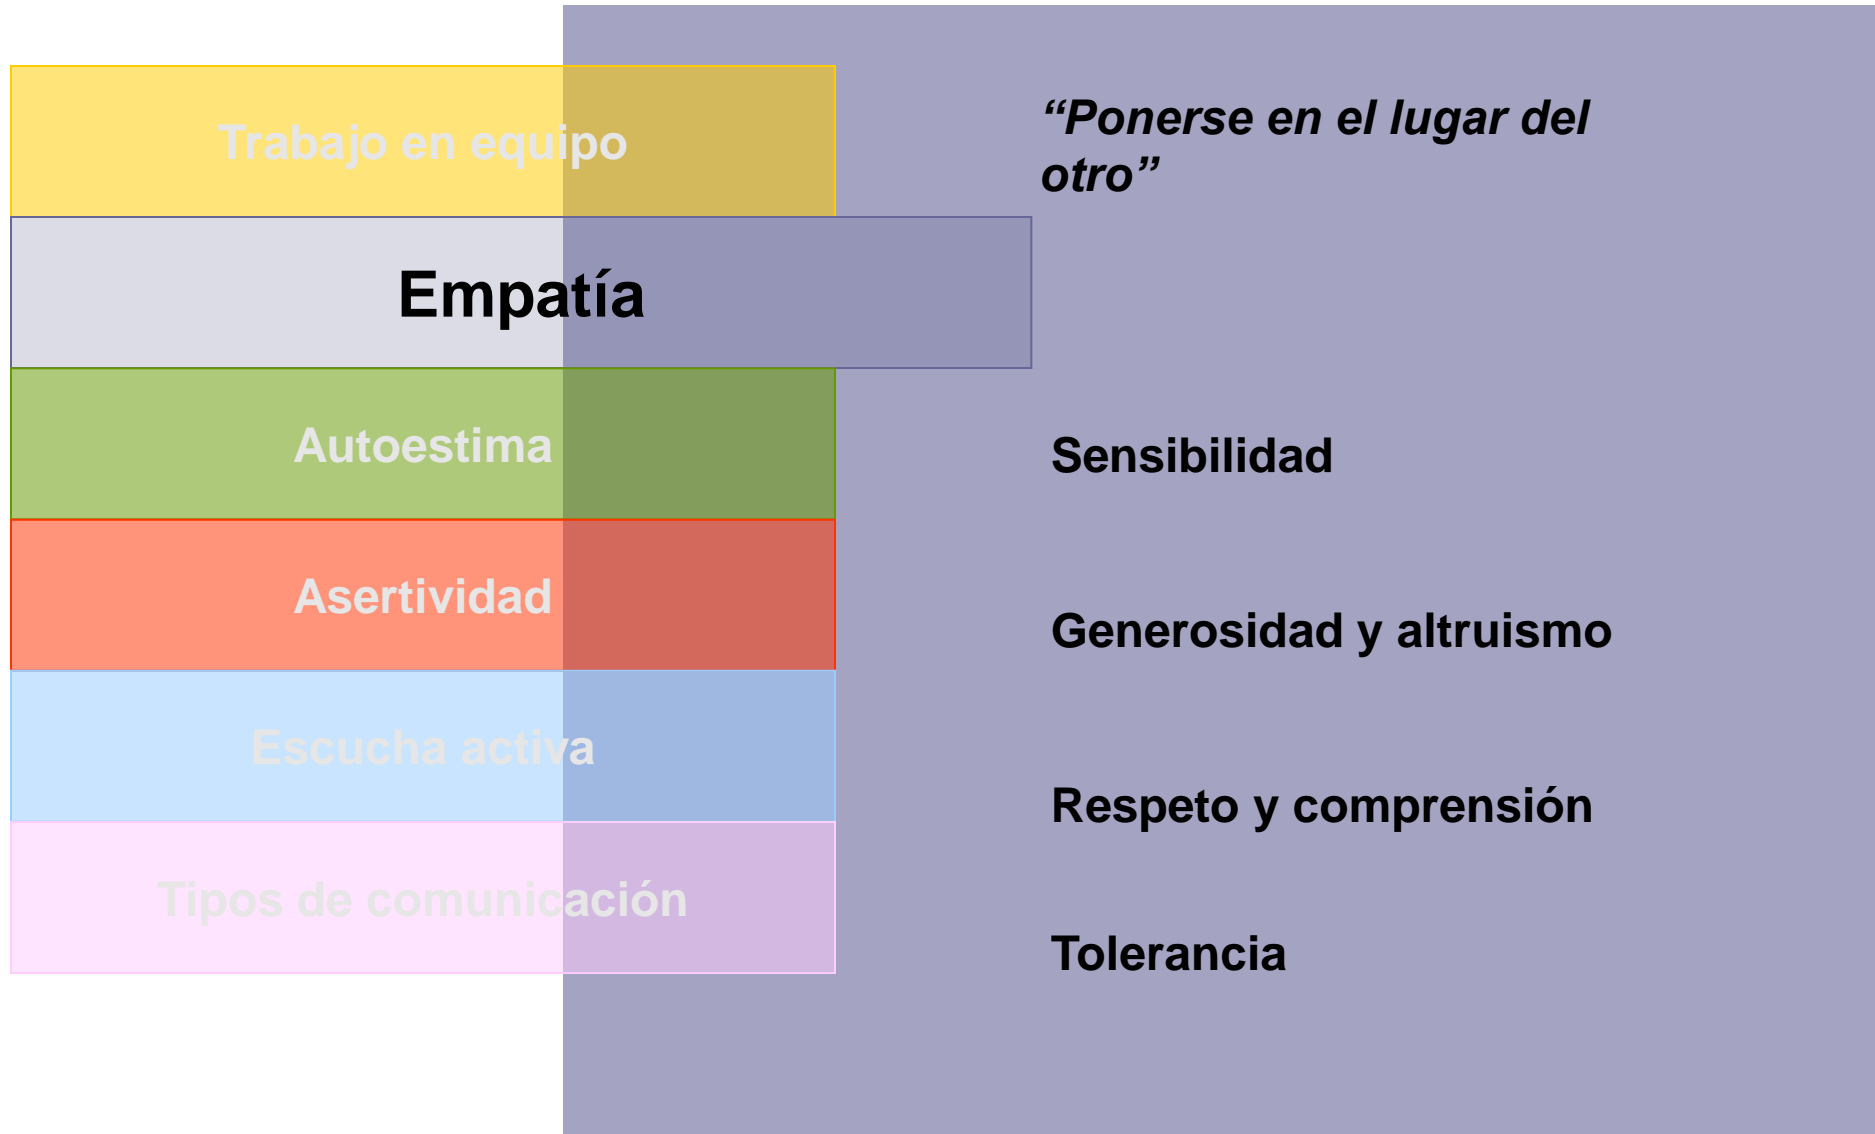 Trabajo en equipo
Empatía
Autoestima
Asertividad
Escucha activa
Tipos de comunicación
“Ponerse en el lugar del
otro”
Sensibilidad
Generosidad y altruismo
Respeto y comprensión
Tolerancia